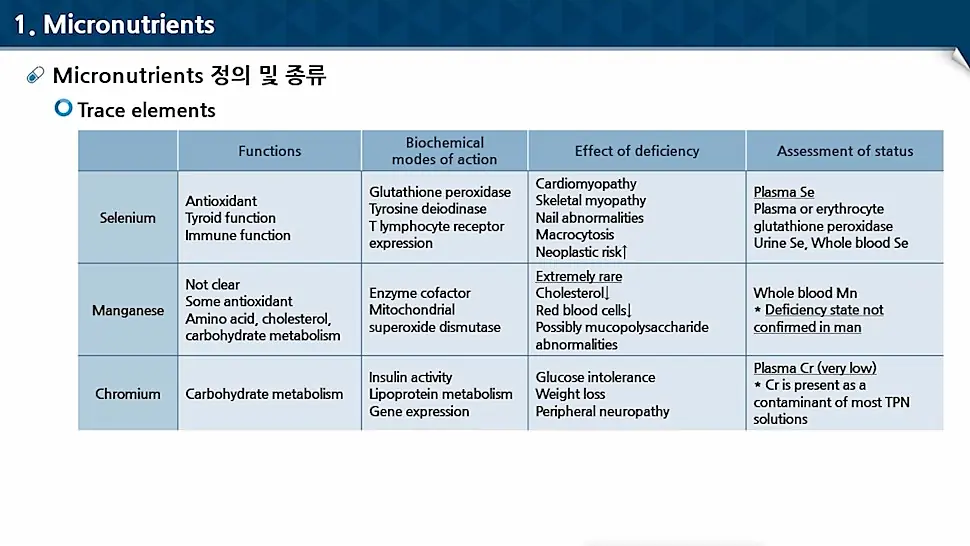 1. Micronutrients
Micronutrients 정의 및 종류
Trace elements
Functions
Biochemical
modes of action
Effect of deficiency
Assessment of status
Selenium
Antioxidant
Tyroid function
Immune function
Glutathione peroxidase
Tyrosine deiodinase
T lymphocyte receptor
expression
Cardiomyopathy
Skeletal myopathy
Nail abnormalities
Macrocytosis
Neoplastic risk↑
Plasma Se
Plasma or erythrocyte
glutathione peroxidase
Urine Se, Whole blood Se
Manganese
Not clear
Some antioxidant
Amino acid, cholesterol,
carbohydrate metabolism
Enzyme cofactor
Mitochondrial
superoxide dismutase
Extremely rare
Cholesterol↓
Red blood cells↓
Possibly mucopolysaccharide
abnormalities
Whole blood Mn
* Deficiency state not
confirmed in man
Chromium
Carbohydrate metabolism
Insulin activity
Lipoprotein metabolism
Gene expression
Glucose intolerance
Weight loss
Peripheral neuropathy
Plasma Cr (very low)
* Cr is present as a
contaminant of most TPN
solutions